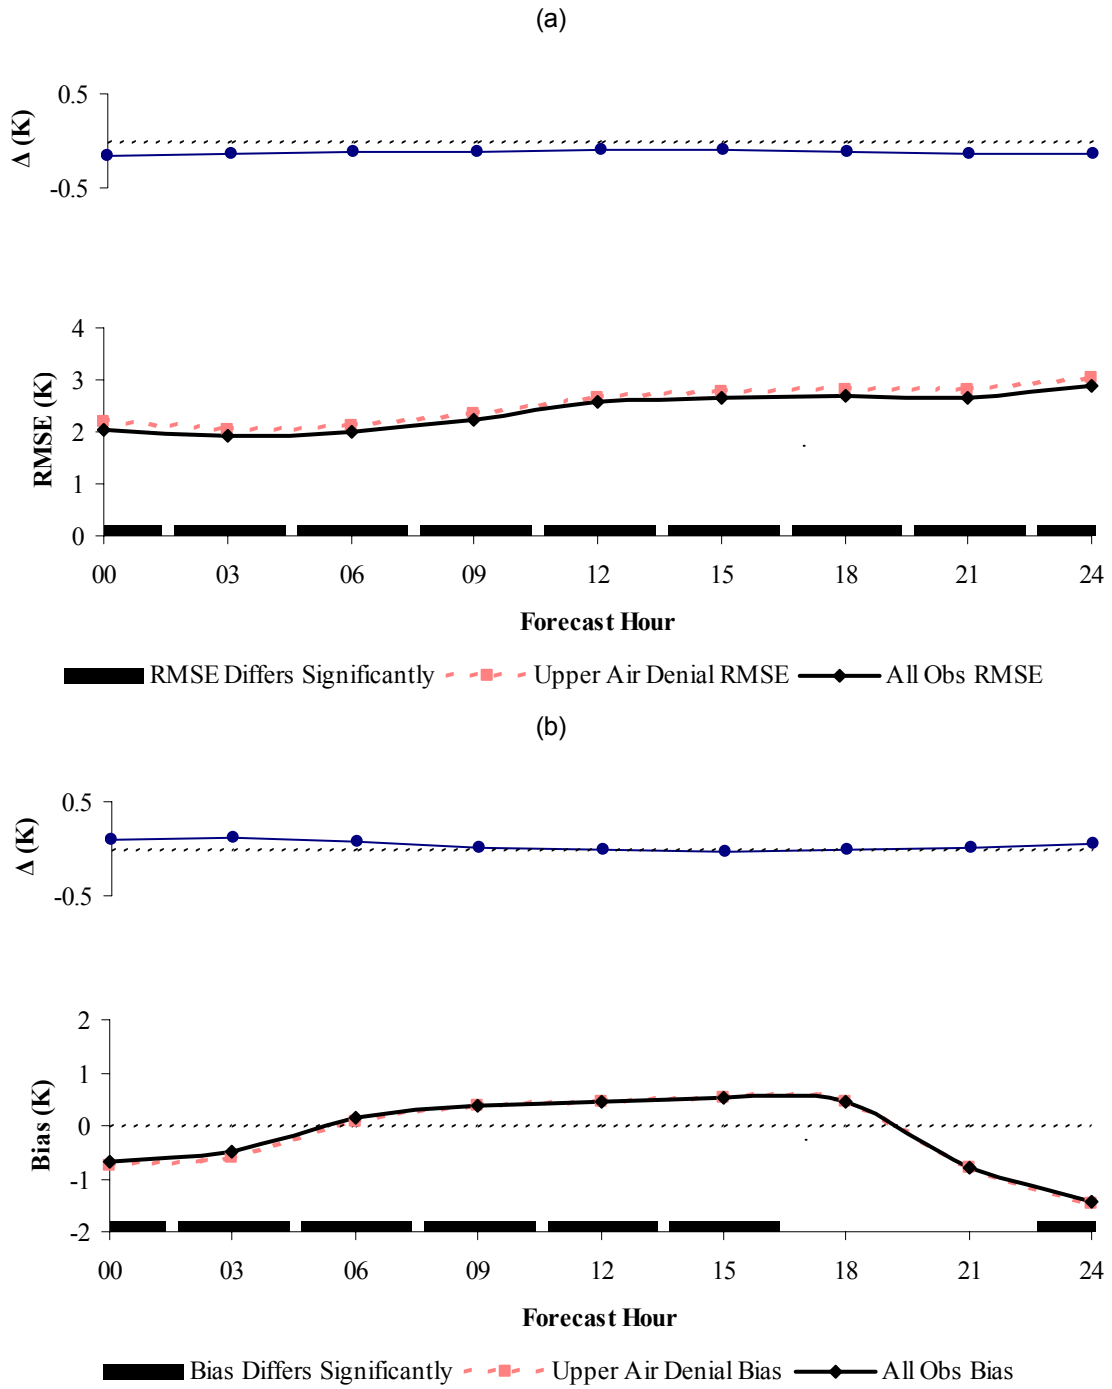 (a)
0.5
Δ (K)
-0.5
4
3
RMSE (K)
2
1
0
00 03 06 09 12 15 18 21 24
Forecast Hour
RMSE Differs Significantly Upper Air Denial RMSE All Obs RMSE
(b)
0.5
Δ (K)
-0.5
2
1
Bias (K)
0
-1
-2
00 03 06 09 12 15 18 21 24
Forecast Hour
Bias Differs Significantly Upper Air Denial Bias All Obs Bias